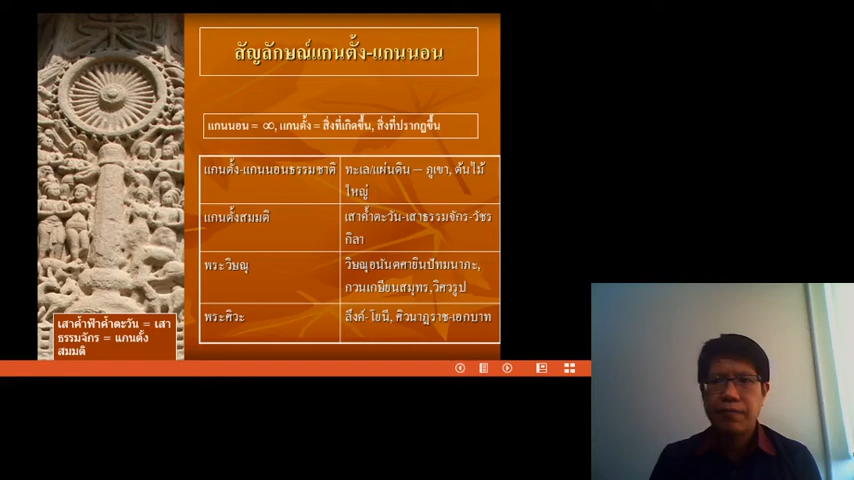 สัญลักษณ์แกนตั้ง-แกนนอน
แกนนอน = ∞, แกนตั้ง = สิ่งที่เกิดขึ้น, สิ่งที่ปรากฏขึ้น
แกนตั้ง-แกนนอนธรรมชาติ
ทะเล/แผ่นดิน – ภูเขา, ต้นไม้
ใหญ่
แกนตั้งสมมติ
เสาค้ำตะวัน-เสาธรรมจักร-วัชร
กิลา
พระวิษณุ
วิษณุอนันตศายินปัทมนาภะ,
กวนเกษียนสมุทร,วิศวรูป
พระศิวะ
ลึงค์-โยนี, ศิวนาฏราช-เอกบาท
เสาค้ำฟ้าค้ำตะวัน = เสา
ธรรมจักร = แกนตั้ง
สมมติ